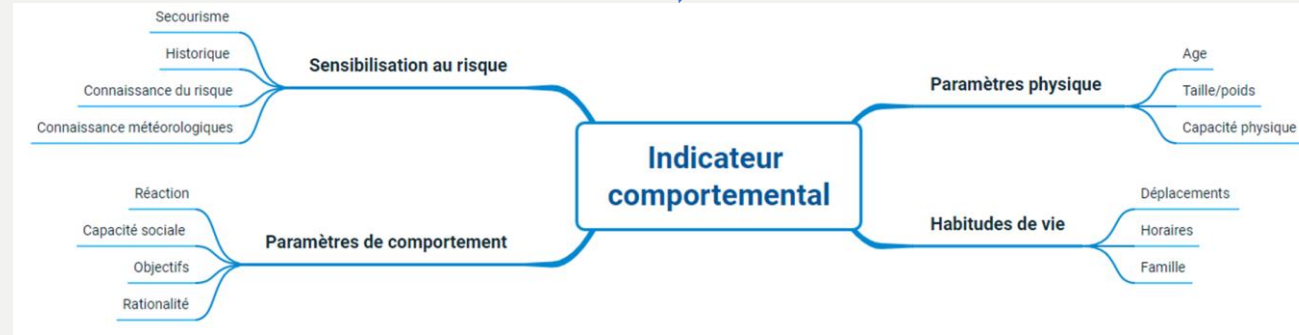 Secourisme
Historique
Connaissance du risque
Connaissance météorologiques
Sensibilisation au risque
Réaction
Capacité sociale
Objectifs
Rationalité
Paramètres de comportement
Indicateur
comportemental
Paramètres physique
Age
Taille/poids
Capacité physique
Habitudes de vie
Déplacements
Horaires
Famille